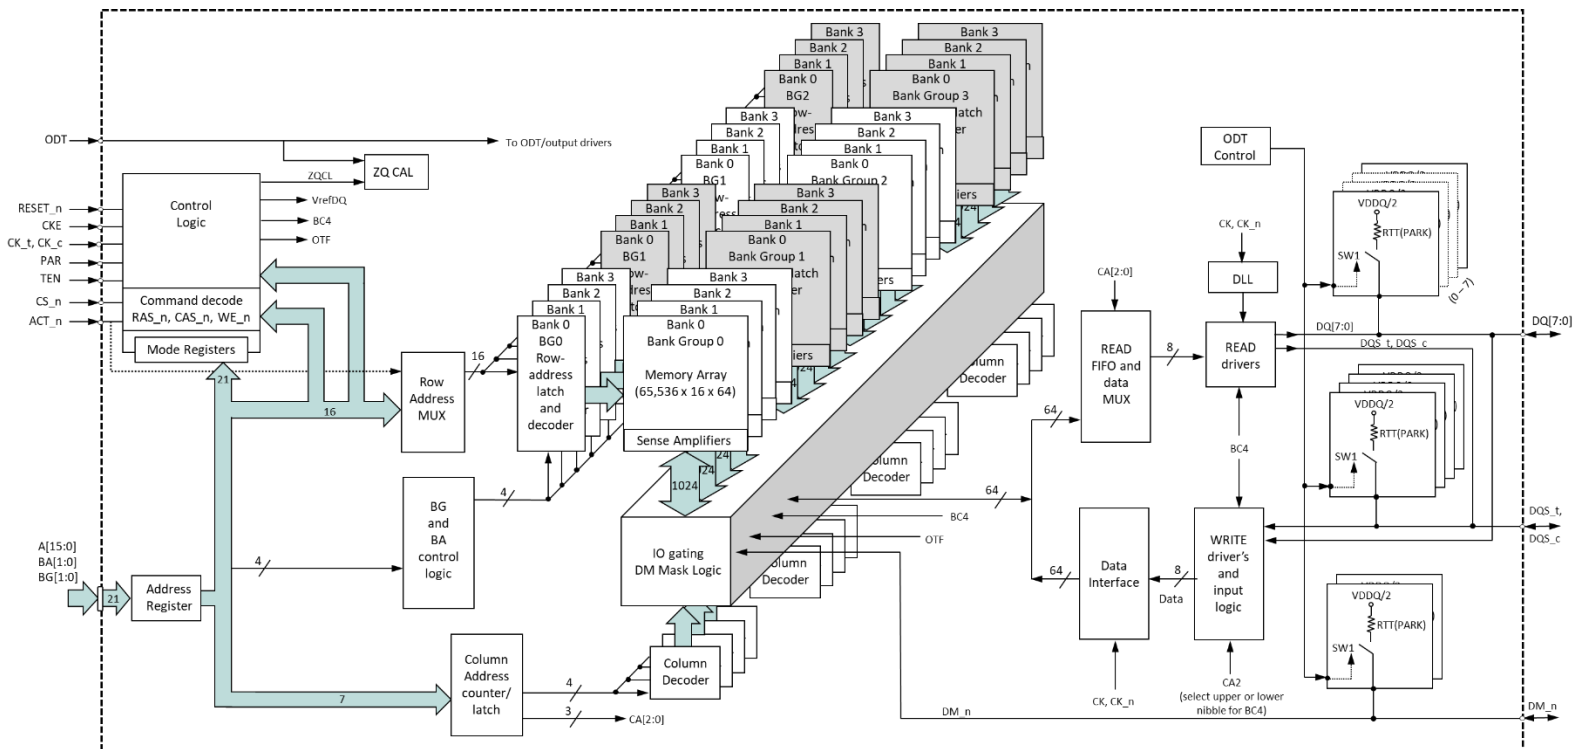 ODT
To ODT/output drivers
ZQ CAL
ZQCL
VrefDQ
BC4
OTF
Control
Logic
RESET_n
CKE
CK_t, CK_c
PAR
TEN
CS_n
ACT_n
Command decode
RAS_n, CAS_n, WE_n
Mode Registers
21
16
Row
Address
MUX
16
BG
and
BA
control
logic
4
4
A[15:0]
BA[1:0]
BG[1:0]
21
Address
Register
7
Column
Address
counter/
latch
4
3
CA[2:0]
Bank 3
Bank 2
Bank 1
Bank 0
BG2
Bank 3
Bank 2
Bank 1
Bank 0
Bank Group 3
Bank 3
Bank 2
Bank 1
Bank 0
BG1
Bank 3
Bank 2
Bank 1
Bank 0
Bank Group 2
Bank 3
Bank 2
Bank 1
Bank 0
BG1
Bank 3
Bank 2
Bank 1
Bank 0
Bank Group 1
Bank 3
Bank 2
Bank 1
Bank 0
BG0
Row-
address
latch
and
decoder
Bank 3
Bank 2
Bank 1
Bank 0
Bank Group 0
Memory Array
(65,536 x 16 x 64)
Sense Amplifiers
1024
IO gating
DM Mask Logic
Column
Decoder
Column
Decoder
Column
Decoder
Column
Decoder
64
BC4
OTF
DM_n
64
64
CA[2:0]
READ
FIFO and
data
MUX
8
Data
Interface
CK, CK_n
8
Data
CK, CK_n
DLL
READ
drivers
BC4
WRITE
driver's
and
input
logic
CA2
(select upper or lower
nibble for BC4)
ODT
Control
VDDQ/2
RTT(PARK)
SW1
(0 – 7)
DQ[7:0]
DQS_t, DQS_c
DQ[7:0]
VDDQ/2
RTT(PARK)
SW1
DQS_t,
DQS_c
VDDQ/2
RTT(PARK)
SW1
DM_n